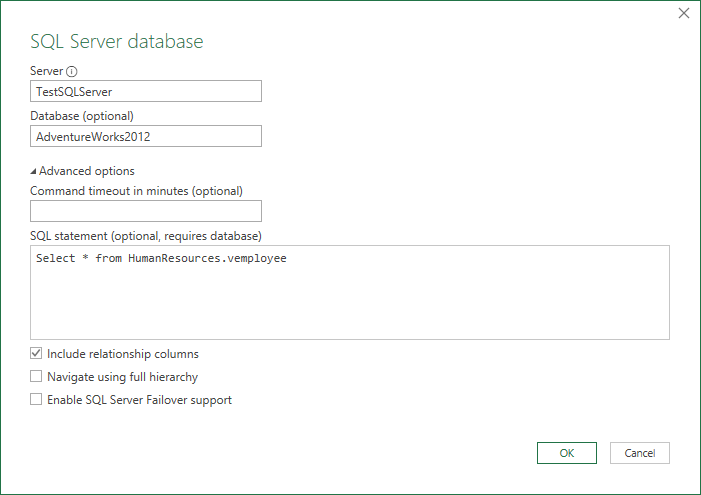 SQL Server database
Server
TestSQLServer
Database (optional)
AdventureWorks2012
Advanced options
Command timeout in minutes (optional)
SQL statement (optional, requires database)
Select * from HumanResources.vemployee
Include relationship columns
Navigate using full hierarchy
Enable SQL Server Failover support
OK Cancel